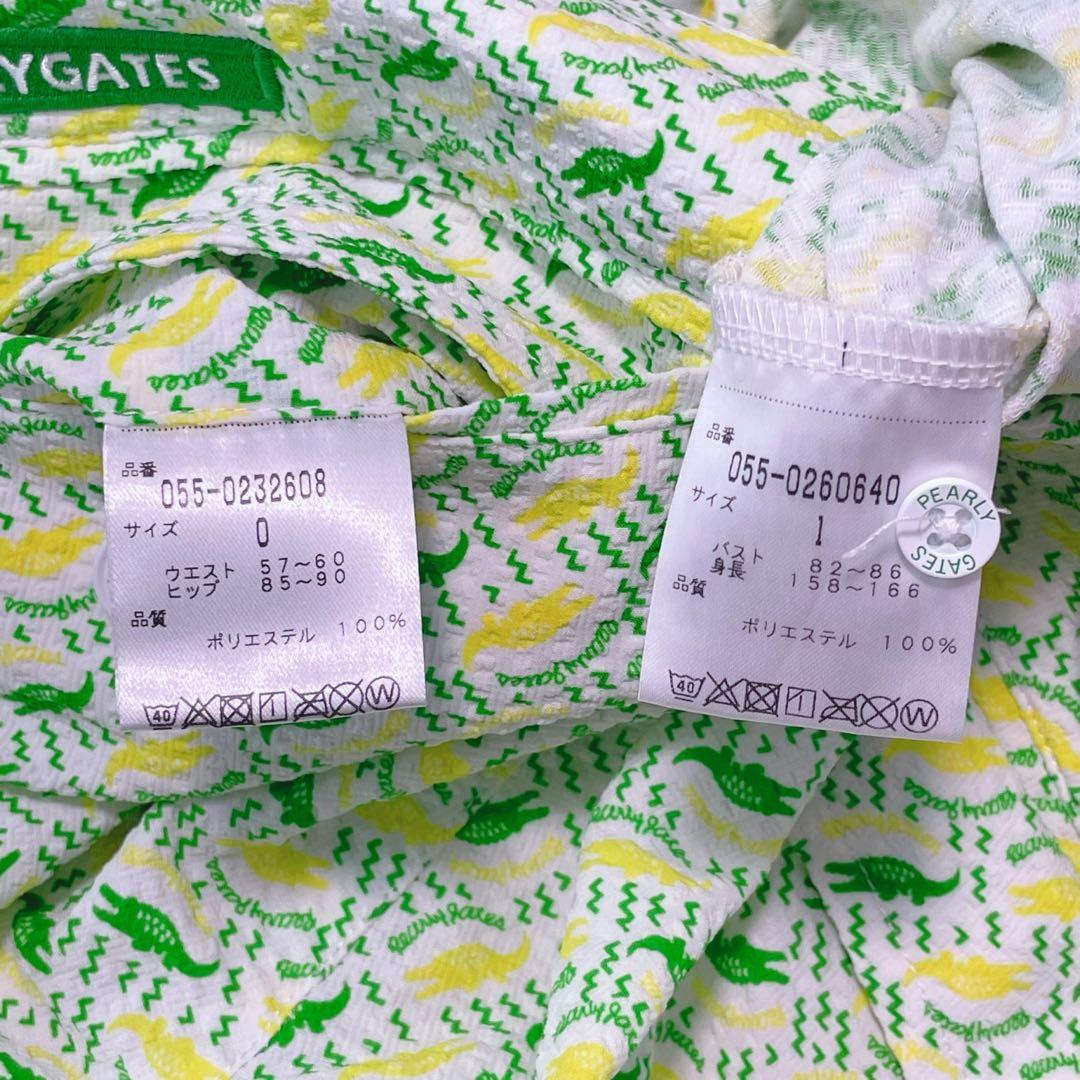 YGATES
品番
055-0232608
サイズ
0
ウエスト 57〜60
ヒップ 85〜90
品質
ポリエステル 100%
40
W
品番
055-0260640
サイズ
1
バスト 82〜86
身長 158〜166
品質
ポリエステル 100%
40
W
PEARLY
GATES